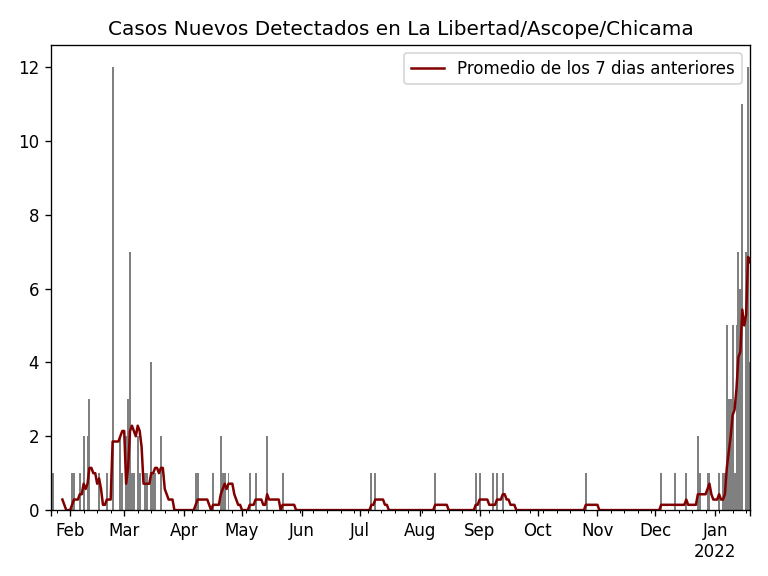 Casos Nuevos Detectados en La Libertad/Ascope/Chicama
Promedio de los 7 dias anteriores
12
10
8
6
4
2
0
Feb Mar Apr May Jun Jul Aug Sep Oct Nov Dec Jan
2022